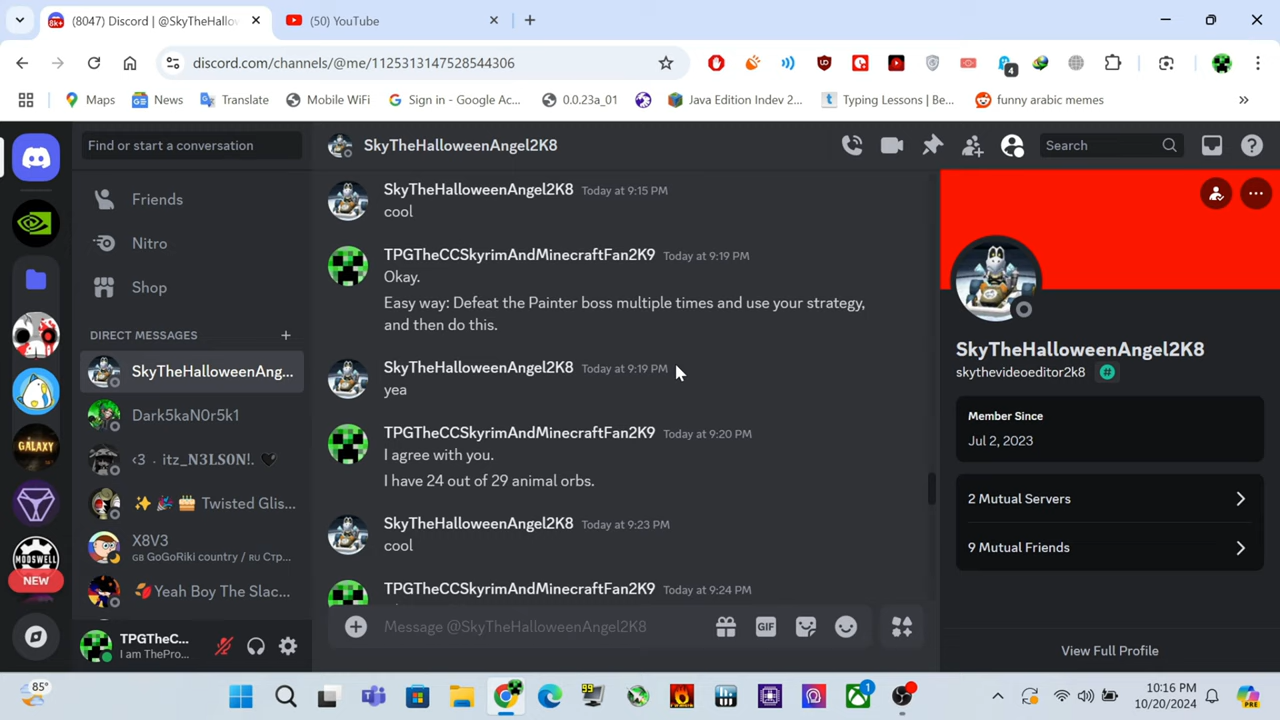 (8047) Discord | @SkyTheHallo
(50) YouTube
discord.com/channels/@me/1125313147528544306
4
Maps
News
Translate
Mobile WiFi
Sign in - Google Ac...
0.0.23a_01
Java Edition Indev 2...
Typing Lessons | Be...
funny arabic memes
Find or start a conversation
Friends
Nitro
Shop
DIRECT MESSAGES
SkyTheHalloweenAng...
Dark5kaN0r5k1
itz_N3LS0N!.
Twisted Glis...
X8V3
GB GoGoRiki country / RU Стр...
Yeah Boy The Slac...
GALAXY
MODSWELL
NEW
TPGTheC...
I am ThePro...
SkyTheHalloweenAngel2K8
Search
SkyTheHalloweenAngel2K8 Today at 9:15 PM
cool
TPGTheCCSkyrimAndMinecraftFan2K9 Today at 9:19 PM
Okay.
Easy way: Defeat the Painter boss multiple times and use your strategy,
and then do this.
SkyTheHalloweenAngel2K8 Today at 9:19 PM
yea
TPGTheCCSkyrimAndMinecraftFan2K9 Today at 9:20 PM
I agree with you.
I have 24 out of 29 animal orbs.
SkyTheHalloweenAngel2K8 Today at 9:23 PM
cool
TPGTheCCSkyrimAndMinecraftFan2K9 Today at 9:24 PM
Message @SkyTheHalloweenAngel2K8
GIF
SkyTheHalloweenAngel2K8
skythevideoeditor2k8
Member Since
Jul 2, 2023
2 Mutual Servers
9 Mutual Friends
View Full Profile
85°
99
1
10:16 PM
10/20/2024
PRE